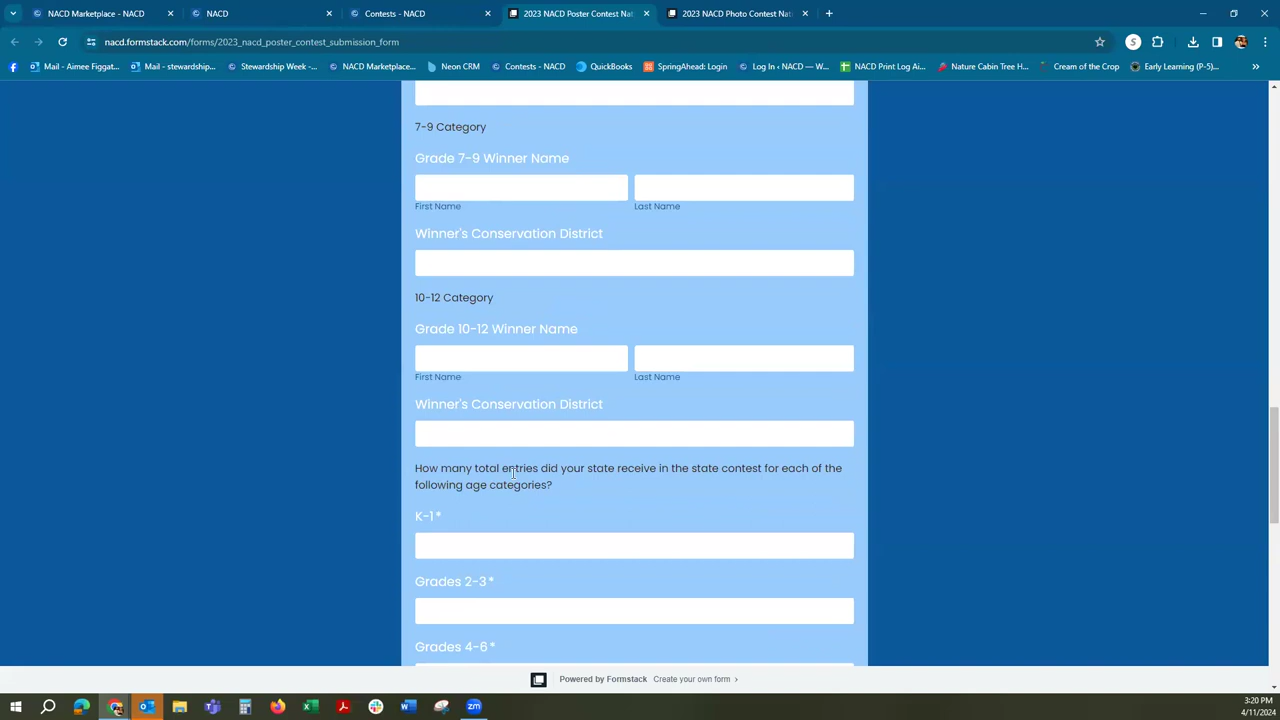 NACD Marketplace - NACD
NACD
Contests - NACD
2023 NACD Poster Contest Nat
2023 NACD Photo Contest Nati
nacd.formstack.com/forms/2023_nacd_poster_contest_submission_form
Mail - Aimee Figgat...
Mail - stewardship...
Stewardship Week -...
NACD Marketplace...
Neon CRM
Contests - NACD
QuickBooks
SpringAhead: Login
Log In ‹ NACD — W...
NACD Print Log Ai...
Nature Cabin Tree H...
Cream of the Crop
Early Learning (P-5)...
7-9 Category
Grade 7-9 Winner Name
First Name
Last Name
Winner's Conservation District
10-12 Category
Grade 10-12 Winner Name
First Name
Last Name
Winner's Conservation District
How many total entries did your state receive in the state contest for each of the
following age categories?
K-1*
Grades 2-3*
Grades 4-6*
Powered by Formstack Create your own form ›
3:20 PM
4/11/2024